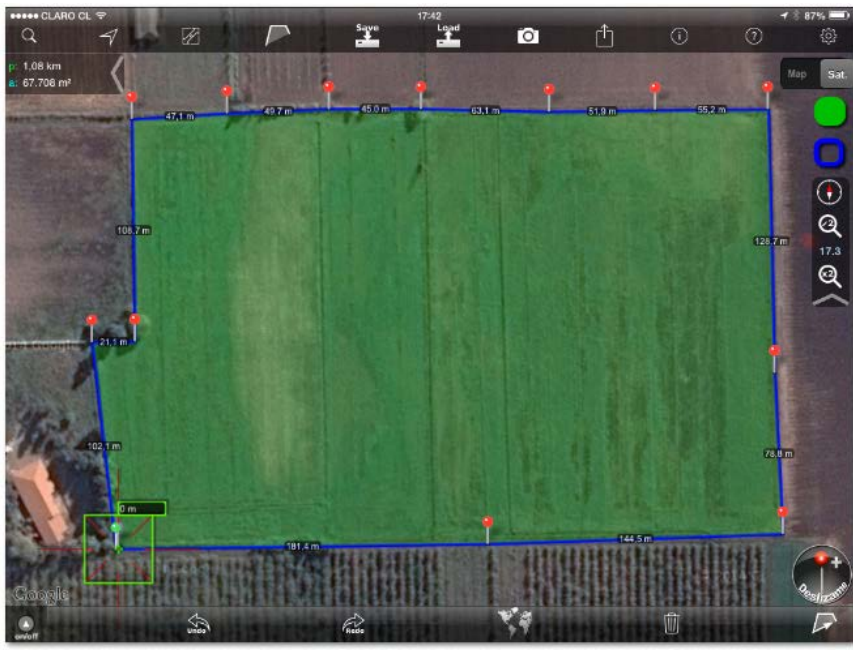 ●●●●● CLARO CL 17:42 87%
Save Load
p: 1,08 km
a: 67.708 m²
Map Sat.
47,1 m 49,7 m 45,0 m 63,1 m 51,9 m 55,2 m
108,7 m
128,7 m
17.3
21,1 m
102,1 m
78,8 m
0 m
181,4 m 144,5 m
Google
Deslízame
on/off Undo Redo